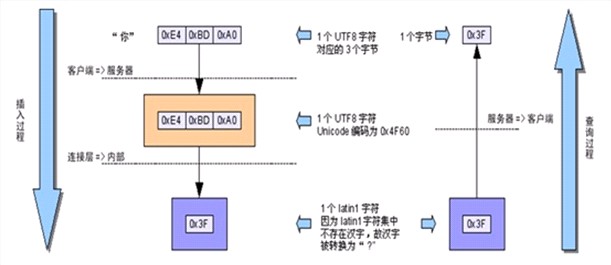 “你”
0xE4 0xBD 0xA0
1个 UTF8 字符
对应的 3 个字节
1个字节
0x3F
客户端 => 服务器
插入过程
0xE4 0xBD 0xA0
1个 UTF8 字符
Unicode 编码为 0x4F60
服务器 => 客户端
查询过程
连接层 => 内部
0x3F
1个 latin1 字符
因为 latin1 字符集中
不存在汉字，故汉字
被转换为“?”
0x3F